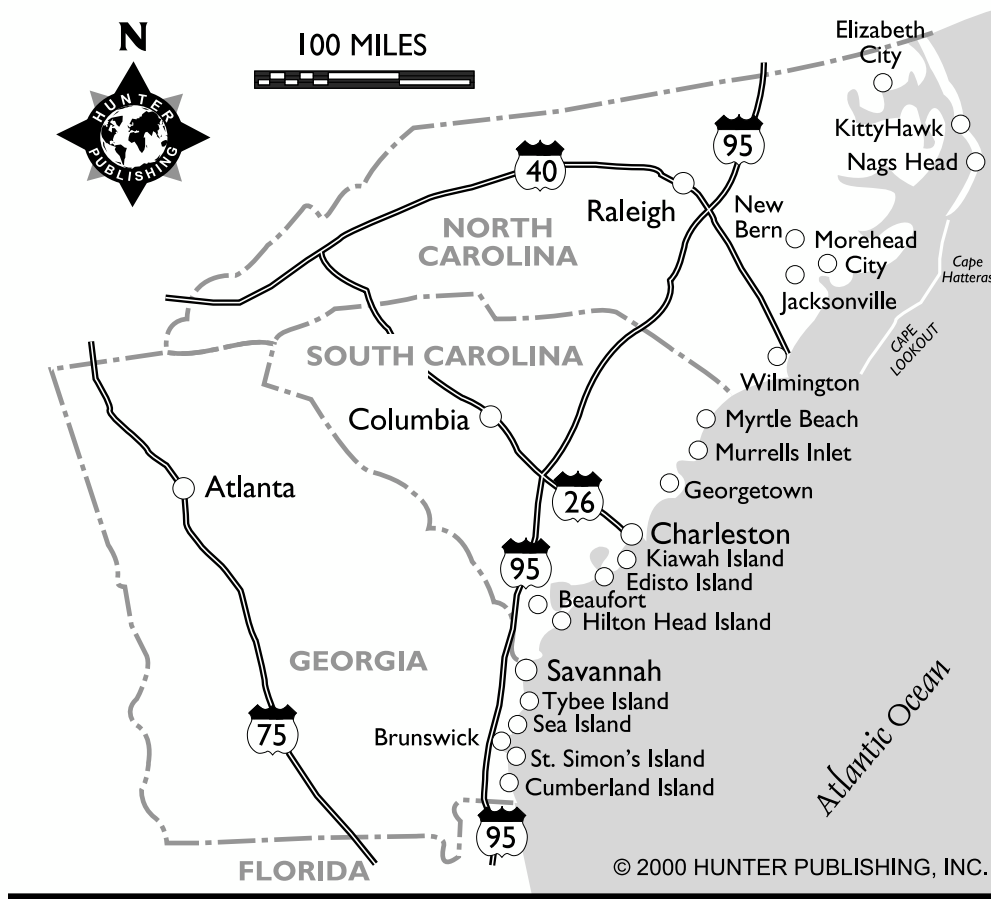 N
100 MILES
HUNTER
PUBLISHING
Elizabeth
City
KittyHawk
Nags Head
95
40
Raleigh
New
Bern
Morehead
City
Cape
Hatteras
Jacksonville
NORTH
CAROLINA
CAPE
LOOKOUT
SOUTH CAROLINA
Wilmington
Columbia
Myrtle Beach
Murrells Inlet
Atlanta
Georgetown
26
Charleston
Kiawah Island
95
Edisto Island
Beaufort
Hilton Head Island
GEORGIA
Savannah
Tybee Island
Sea Island
75
Brunswick
St. Simon's Island
Cumberland Island
Atlantic Ocean
95
FLORIDA
© 2000 HUNTER PUBLISHING, INC.